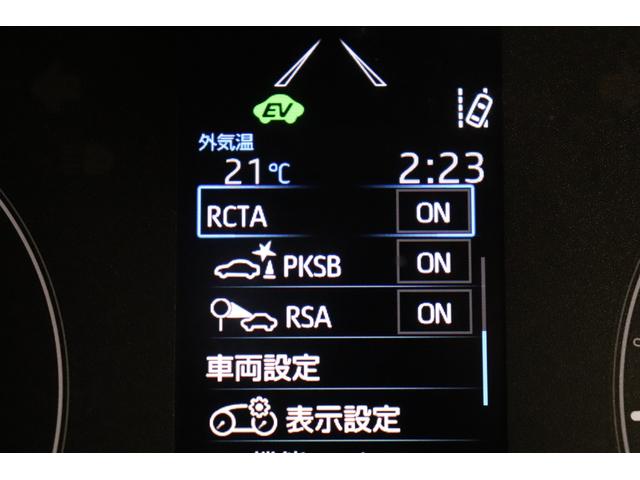 EV
外気温
21℃ 2:23
RCTA ON
PKSB ON
RSA ON
車両設定
表示設定